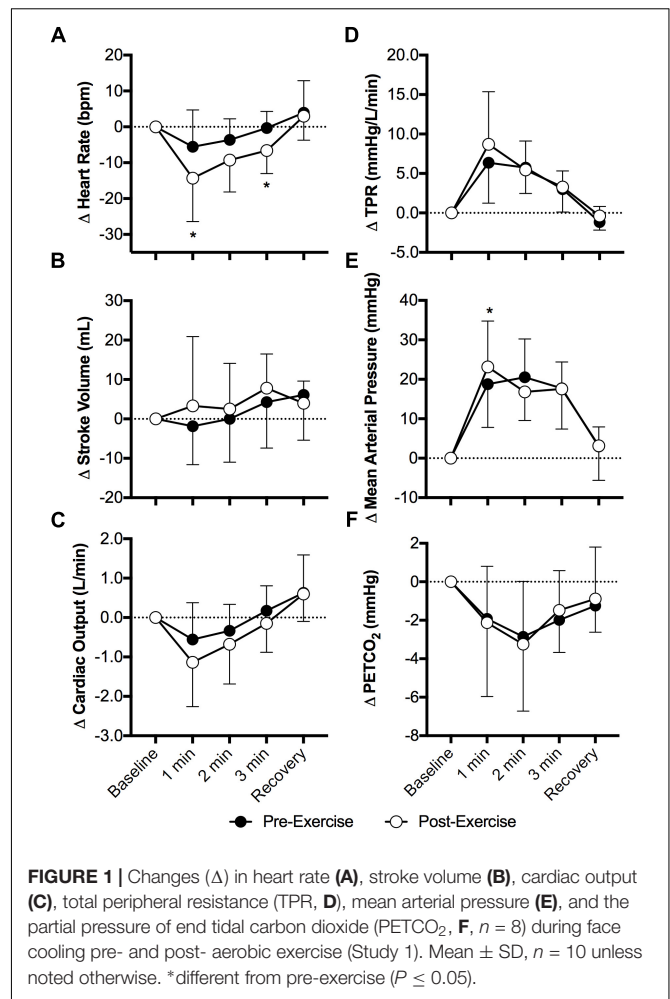 A
Δ Heart Rate (bpm)
20
10
0
-10
-20
-30
*
*
D
Δ TPR (mmHg/L/min)
20.0
15.0
10.0
5.0
0.0
-5.0
B
Δ Stroke Volume (mL)
30
20
10
0
-10
-20
E
Δ Mean Arterial Pressure (mmHg)
40
30
20
10
0
-10
*
C
Δ Cardiac Output (L/min)
2.0
1.0
0.0
-1.0
-2.0
-3.0
Baseline
1 min
2 min
3 min
Recovery
F
Δ PETCO₂ (mmHg)
2
0
-2
-4
-6
-8
Baseline
1 min
2 min
3 min
Recovery
Pre-Exercise
Post-Exercise
FIGURE 1 | Changes (Δ) in heart rate (A), stroke volume (B), cardiac output
(C), total peripheral resistance (TPR, D), mean arterial pressure (E), and the
partial pressure of end tidal carbon dioxide (PETCO₂, F, n = 8) during face
cooling pre- and post- aerobic exercise (Study 1). Mean ± SD, n = 10 unless
noted otherwise. *different from pre-exercise (P ≤ 0.05).